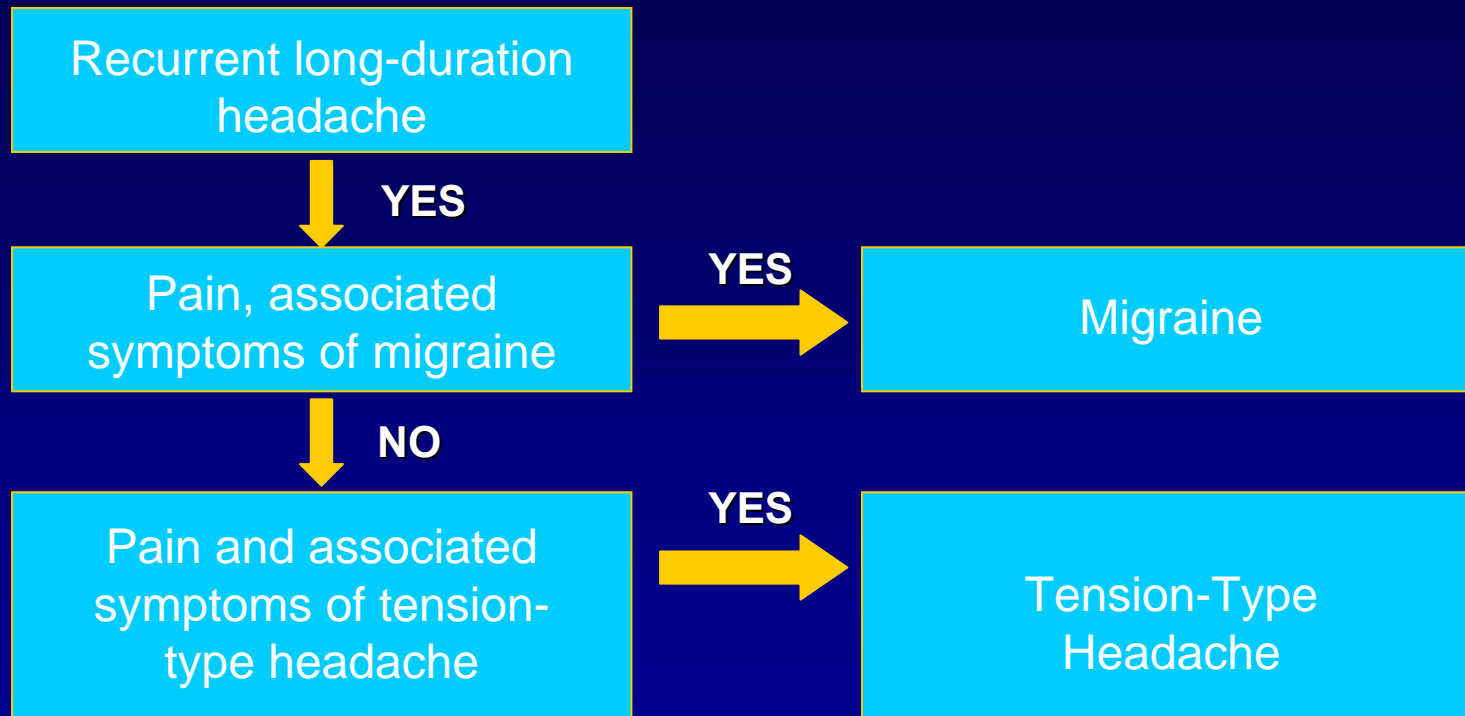 Recurrent long-duration
headache
YES
Pain, associated
symptoms of migraine
YES
Migraine
NO
Pain and associated
symptoms of tension-
type headache
YES
Tension-Type
Headache